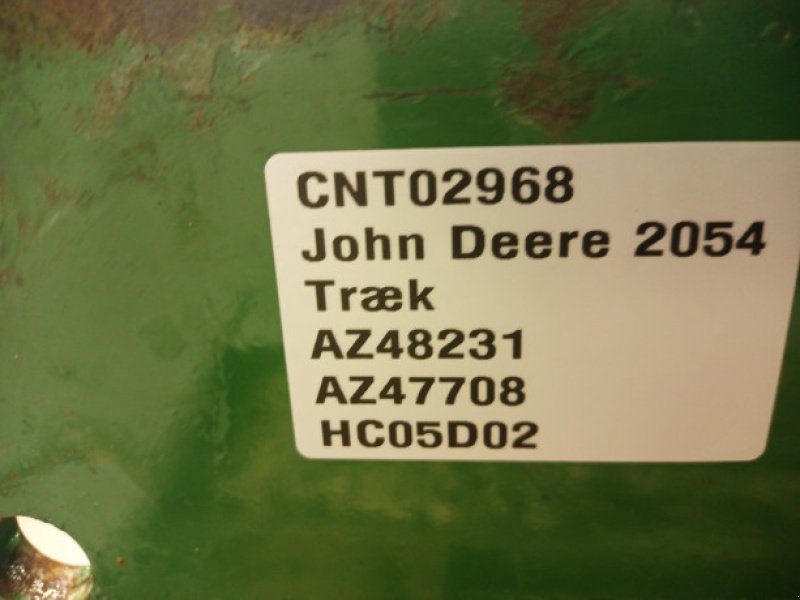 CNT02968
John Deere 2054
Træk
AZ48231
AZ47708
HC05D02